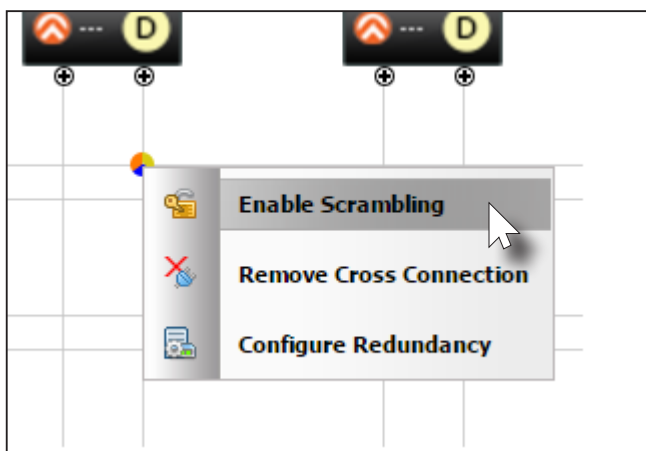 --- D
--- D
Enable Scrambling
Remove Cross Connection
Configure Redundancy